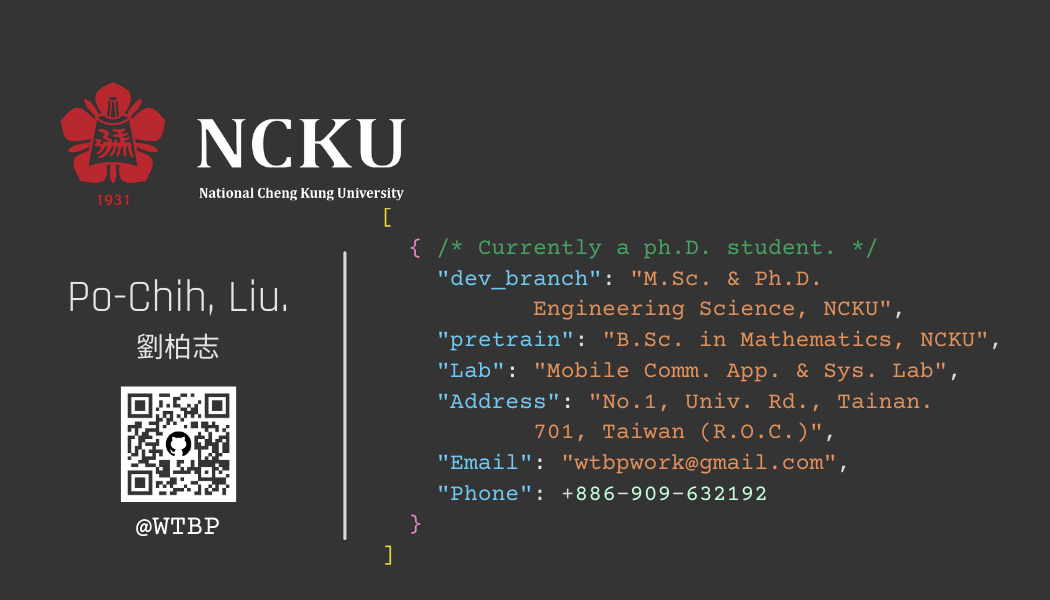 1931
NCKU
National Cheng Kung University
Po-Chih, Liu.
劉柏志
@WTBP
[
{ /* Currently a ph.D. student. */
"dev_branch": "M.Sc. & Ph.D.
Engineering Science, NCKU",
"pretrain": "B.Sc. in Mathematics, NCKU",
"Lab": "Mobile Comm. App. & Sys. Lab",
"Address": "No.1, Univ. Rd., Tainan.
701, Taiwan (R.O.C.)",
"Email": "wtbpwork@gmail.com",
"Phone": +886-909-632192
}
]